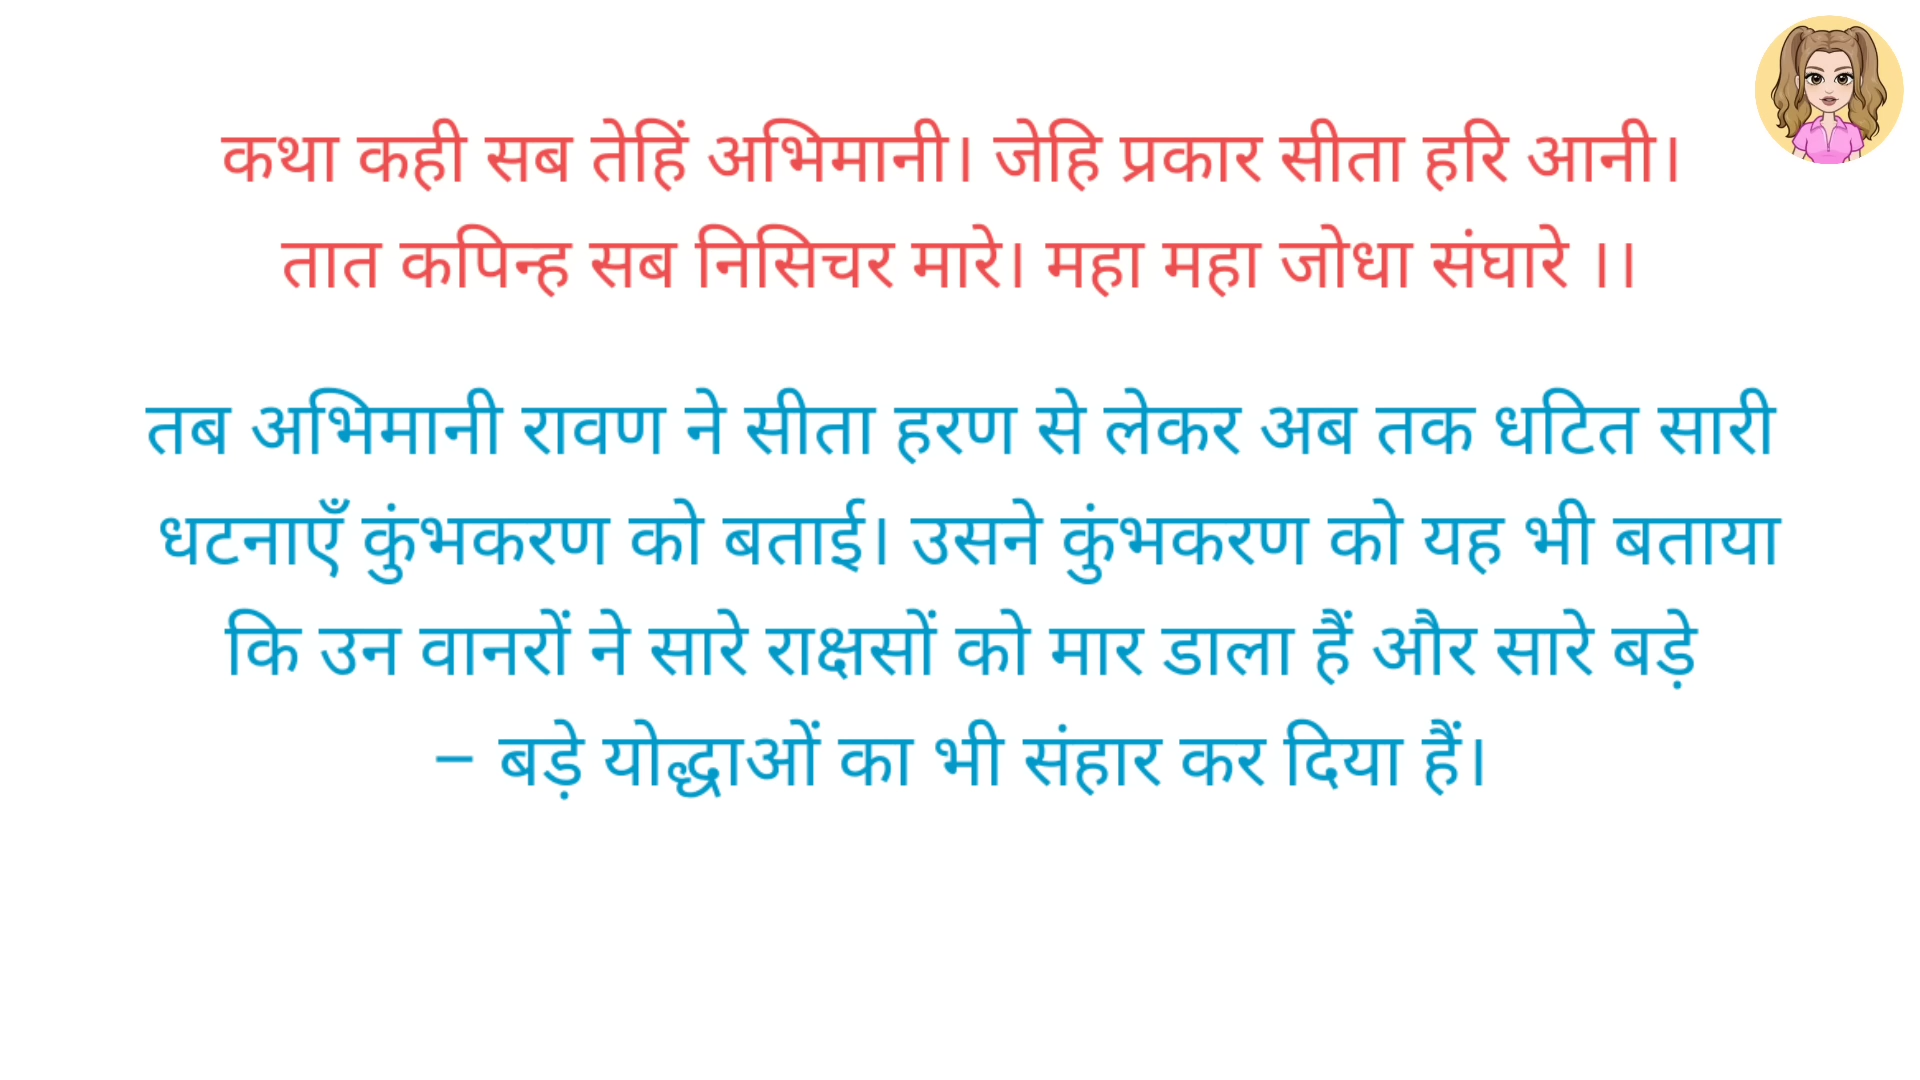 कथा कही सब तेहिं अभिमानी। जेहि प्रकार सीता हरि आनी।
तात कपिन्ह सब निसिचर मारे। महा महा जोधा संघारे ।।
तब अभिमानी रावण ने सीता हरण से लेकर अब तक धटित सारी
धटनाएँ कुंभकरण को बताई। उसने कुंभकरण को यह भी बताया
कि उन वानरों ने सारे राक्षसों को मार डाला हैं और सारे बड़े
– बड़े योद्धाओं का भी संहार कर दिया हैं।